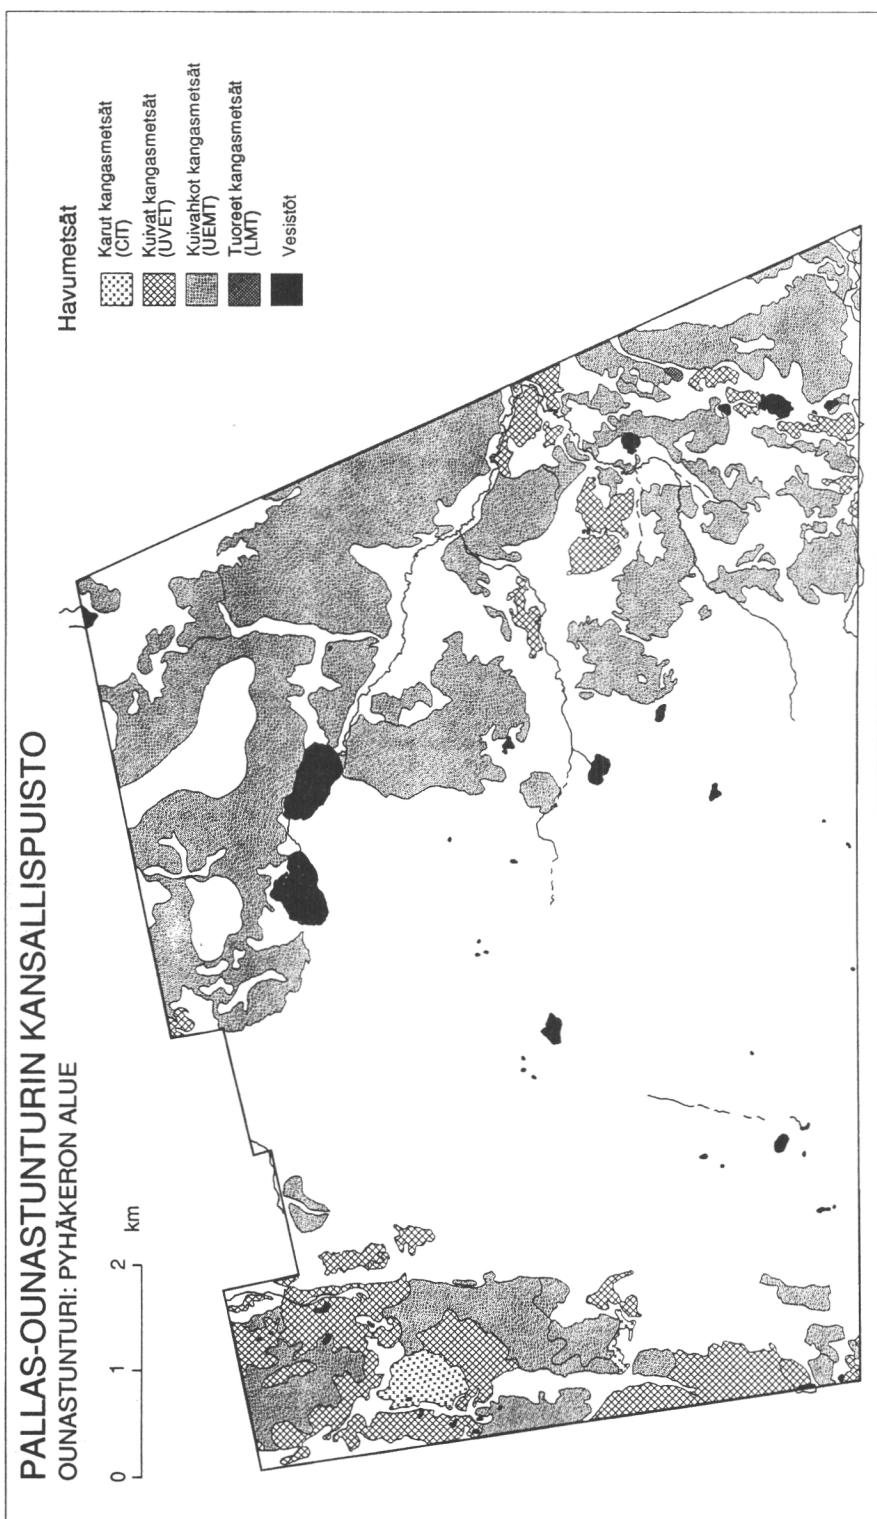 PALLAS-OUNASTUNTURIN KANSALLISPUISTO
OUNASTUNTURI: PYHÄKERON ALUE
0 1 2 km
Havumetsät
Karut kangasmetsät
(ClT)
Kuivat kangasmetsät
(UVET)
Kuivahkot kangasmetsät
(UEMT)
Tuoreet kangasmetsät
(LMT)
Vesistöt